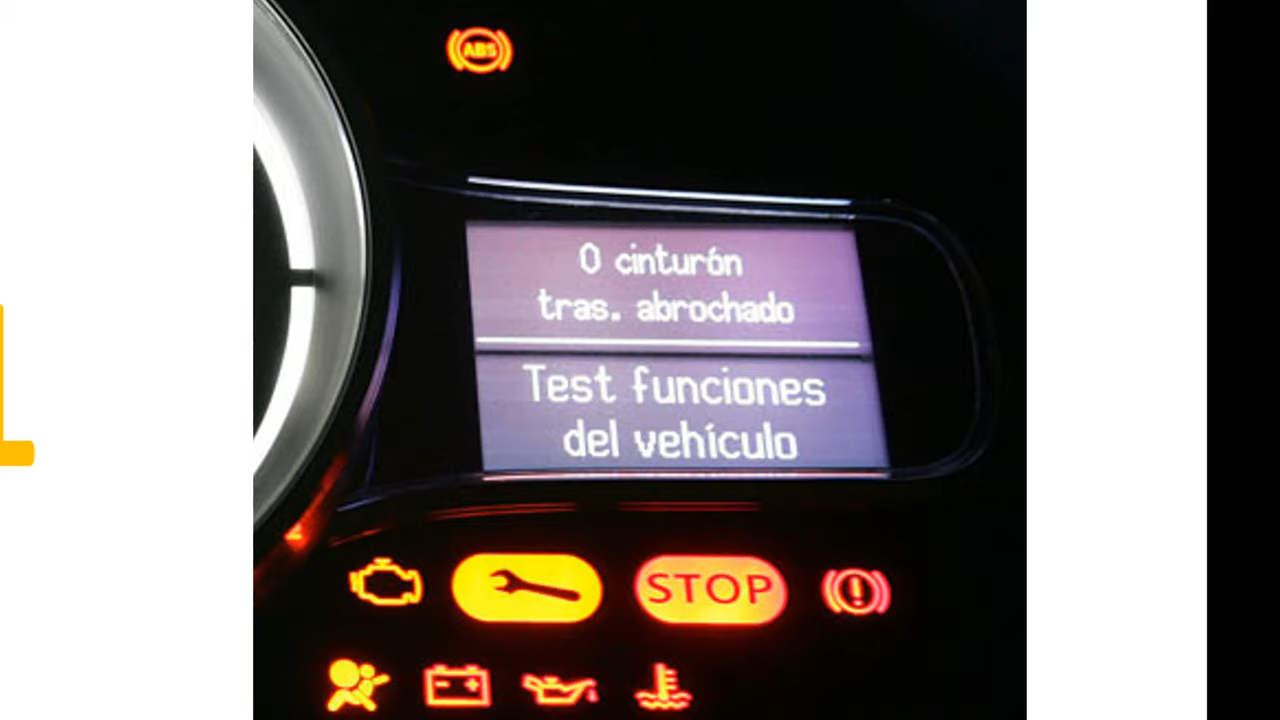 ABS
0 cinturón
tras. abrochado
Test funciones
del vehículo
STOP